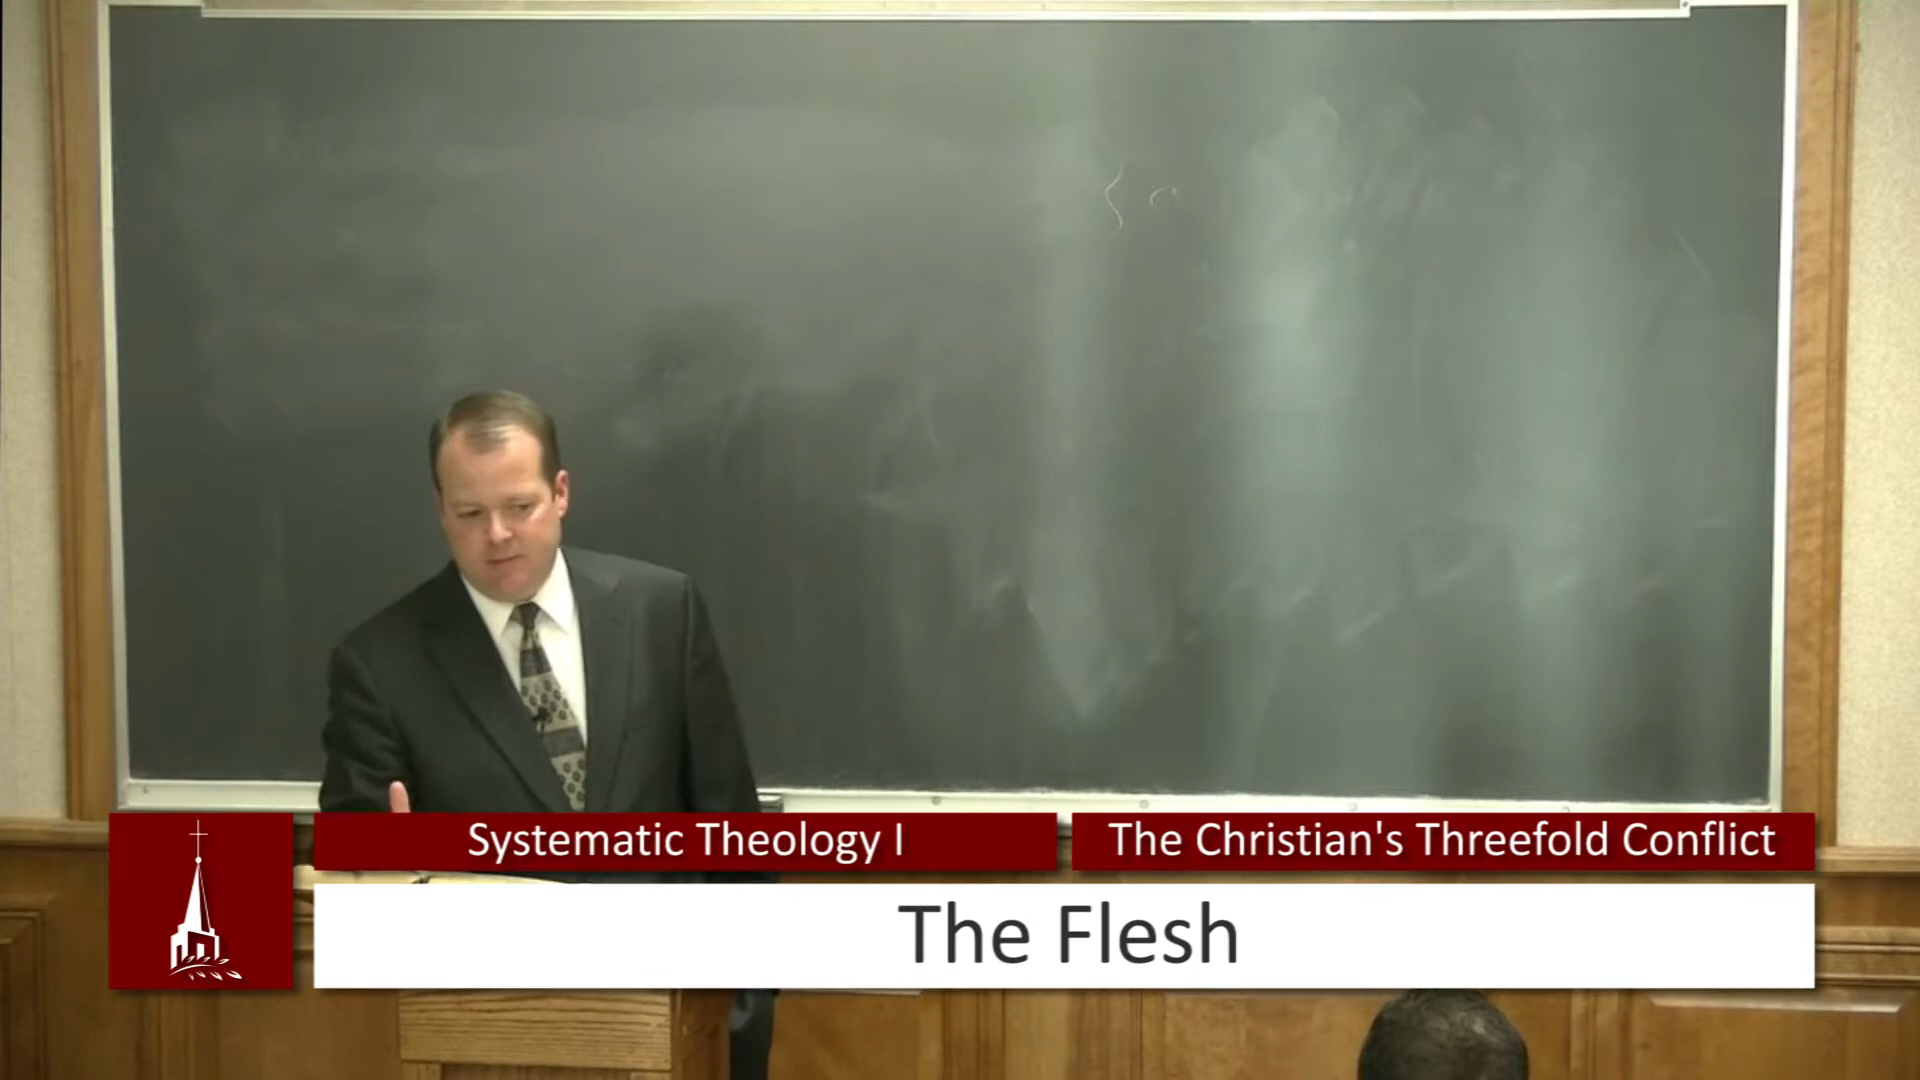 Systematic Theology I
The Christian's Threefold Conflict
The Flesh